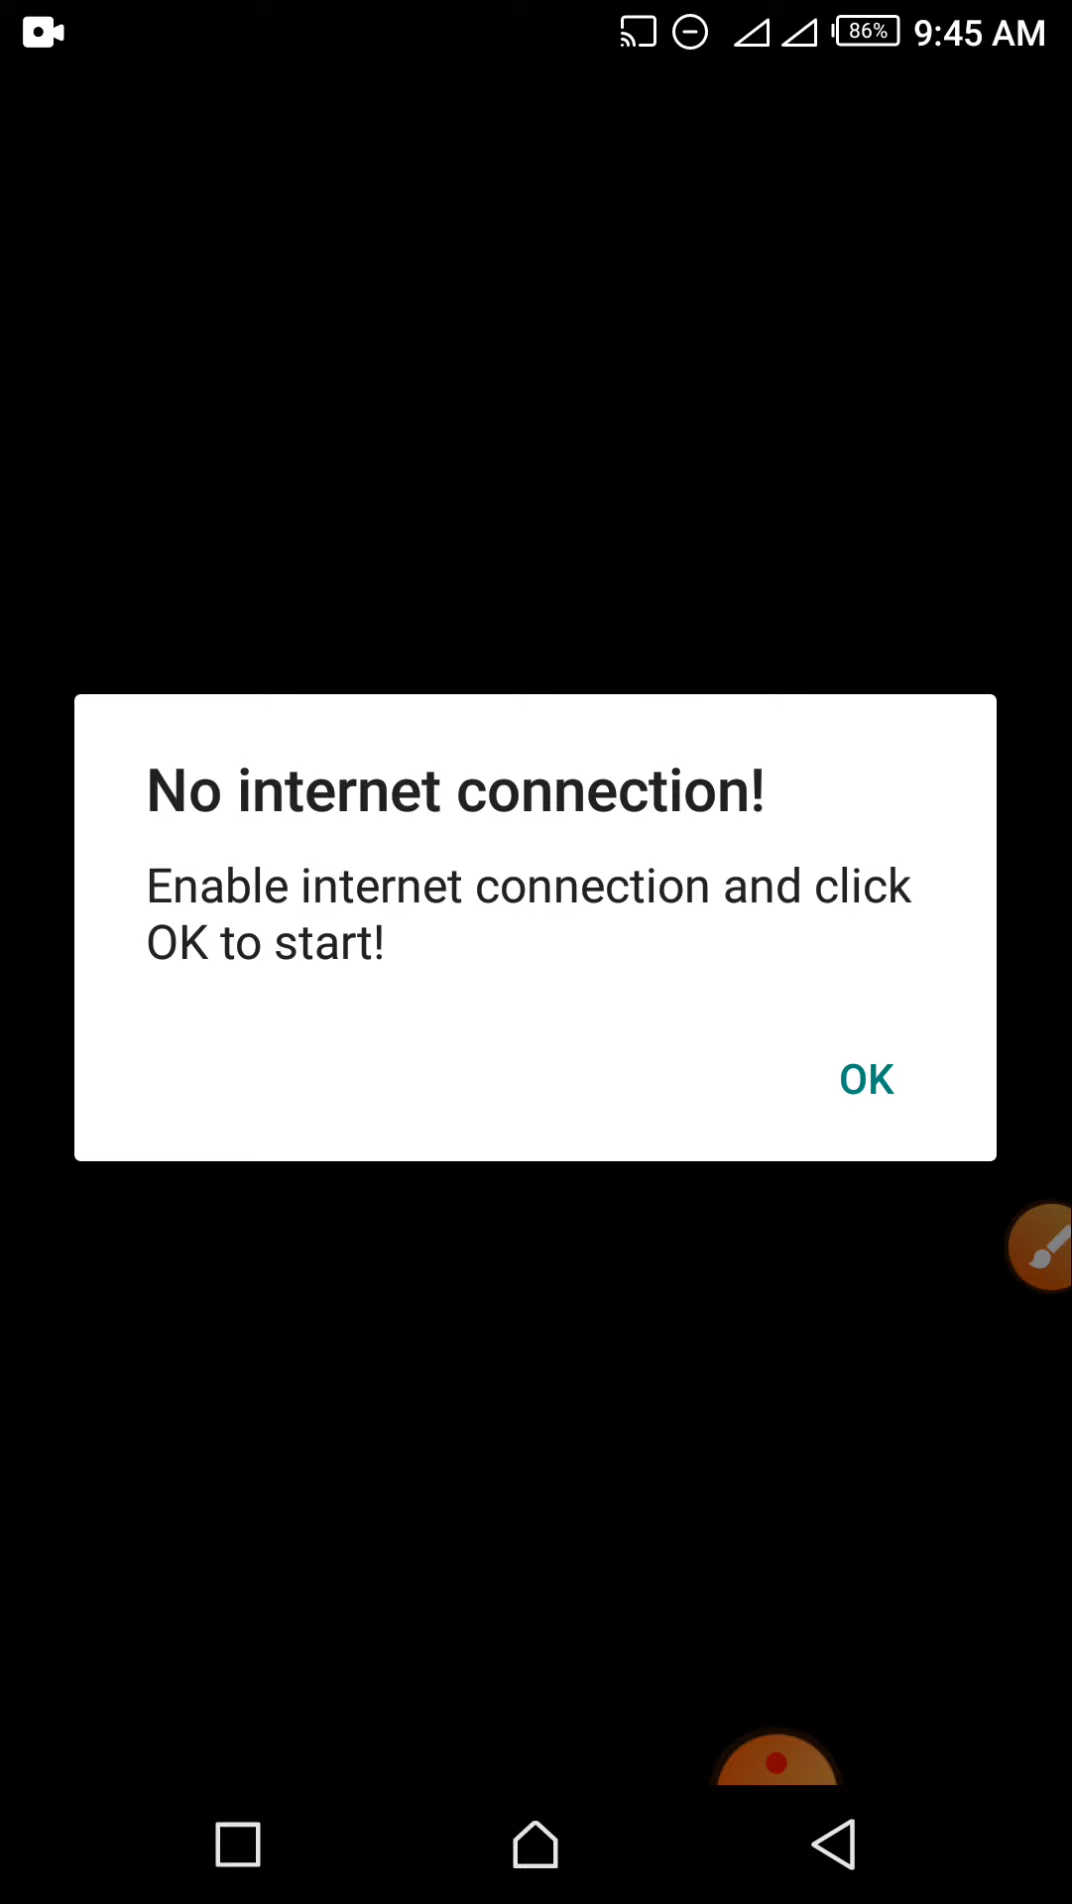 86% 9:45 AM
No internet connection!
Enable internet connection and click
OK to start!
OK